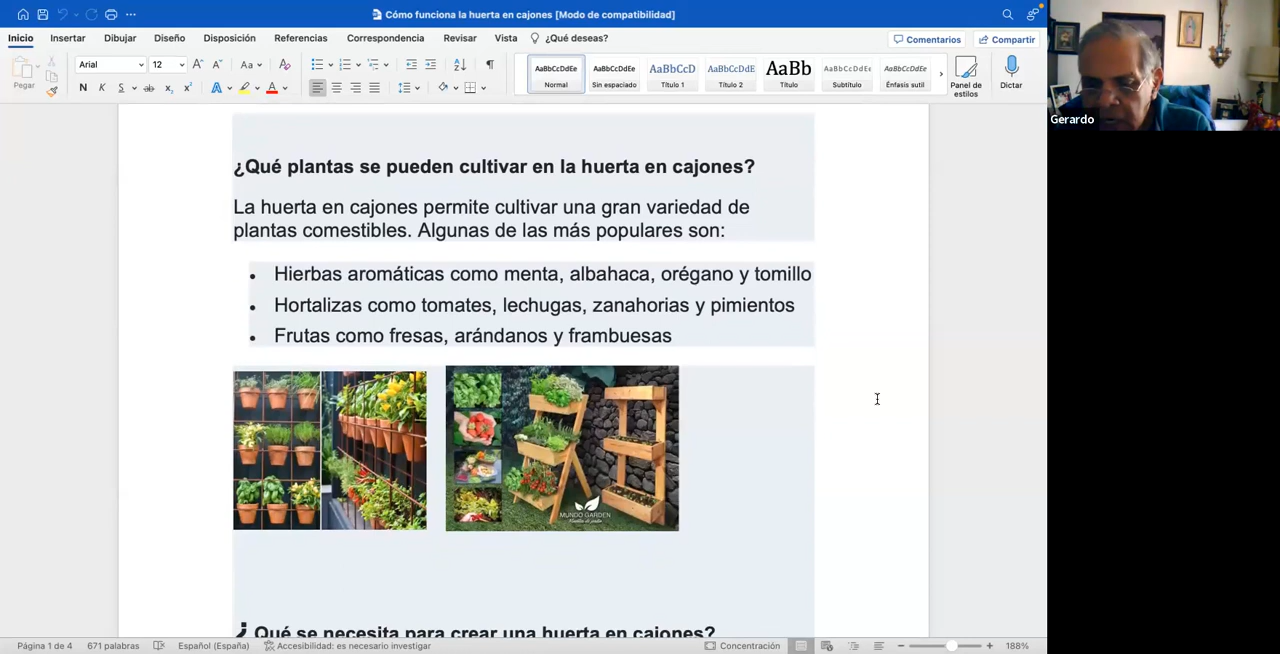 Cómo funciona la huerta en cajones [Modo de compatibilidad]
Inicio Insertar Dibujar Diseño Disposición Referencias Correspondencia Revisar Vista ¿Qué deseas? Comentarios Compartir
Pegar
Arial 12
AaBbCcDdEe AaBbCcDdEe AaBbCcD AaBbCcDdE AaBb AaBbCcDdEe AaBbCcDdEe
Normal Sin espaciado Título 1 Título 2 Título Subtítulo Énfasis sutil
Panel de estilos
Dictar
Gerardo
¿Qué plantas se pueden cultivar en la huerta en cajones?
La huerta en cajones permite cultivar una gran variedad de
plantas comestibles. Algunas de las más populares son:
• Hierbas aromáticas como menta, albahaca, orégano y tomillo
• Hortalizas como tomates, lechugas, zanahorias y pimientos
• Frutas como fresas, arándanos y frambuesas
MUNDO GARDEN
¿Qué se necesita para crear una huerta en cajones?
Página 1 de 4 671 palabras Español (España) Accesibilidad: es necesario investigar Concentración 188%